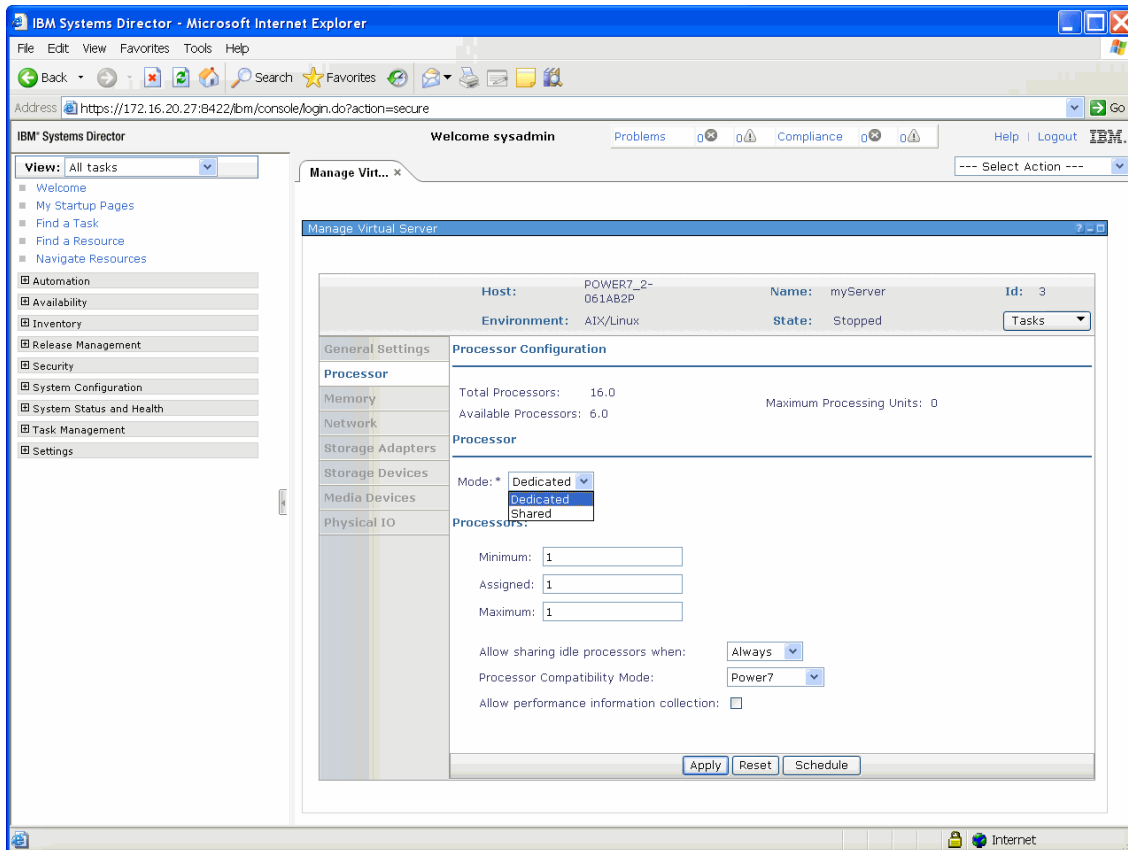 IBM Systems Director - Microsoft Internet Explorer
File Edit View Favorites Tools Help
Back Search Favorites
Address https://172.16.20.27:8422/ibm/console/login.do?action=secure Go
IBM® Systems Director Welcome sysadmin Problems 0 0 Compliance 0 0 Help | Logout IBM.
View: All tasks
Manage Virt... × --- Select Action ---
Welcome
My Startup Pages
Find a Task
Find a Resource
Navigate Resources
Automation
Availability
Inventory
Release Management
Security
System Configuration
System Status and Health
Task Management
Settings
Manage Virtual Server
Host: POWER7_2-
061AB2P
Name: myServer Id: 3
Environment: AIX/Linux State: Stopped Tasks
General Settings
Processor
Memory
Network
Storage Adapters
Storage Devices
Media Devices
Physical IO
Processor Configuration
Total Processors: 16.0
Available Processors: 6.0
Maximum Processing Units: 0
Processor
Mode: * Dedicated
Dedicated
Shared
Processors:
Minimum: 1
Assigned: 1
Maximum: 1
Allow sharing idle processors when: Always
Processor Compatibility Mode: Power7
Allow performance information collection:
Apply Reset Schedule
Internet